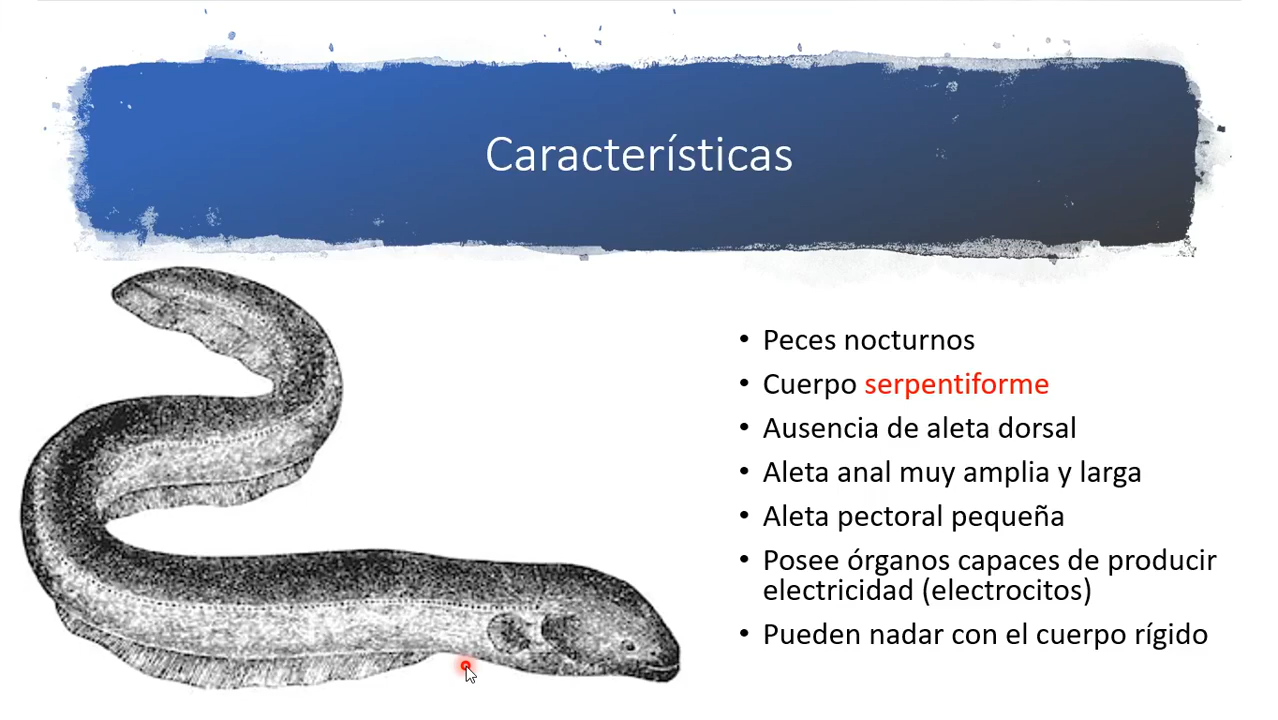 Características
• Peces nocturnos
• Cuerpo serpentiforme
• Ausencia de aleta dorsal
• Aleta anal muy amplia y larga
• Aleta pectoral pequeña
• Posee órganos capaces de producir
electricidad (electrocitos)
• Pueden nadar con el cuerpo rígido